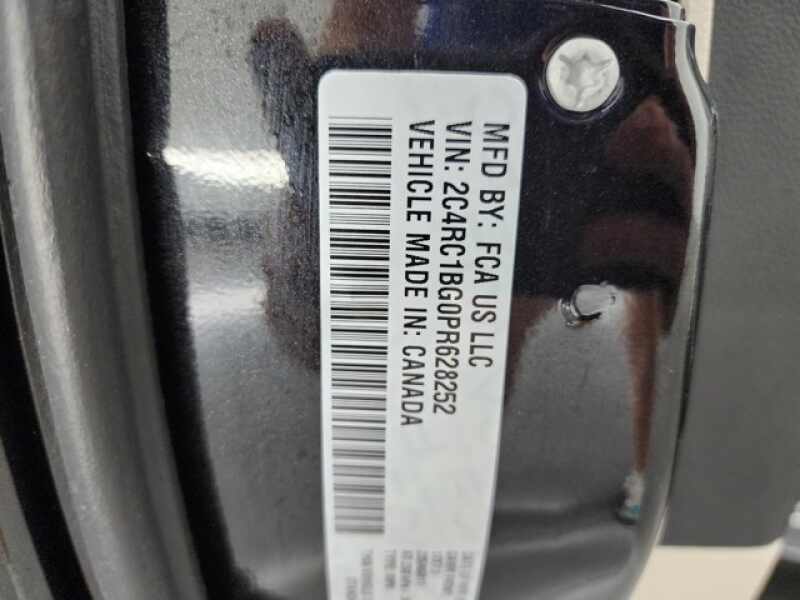 MFD BY: FCA US LLC
VIN: 2C4RC1BG0PR628252
VEHICLE MADE IN: CANADA